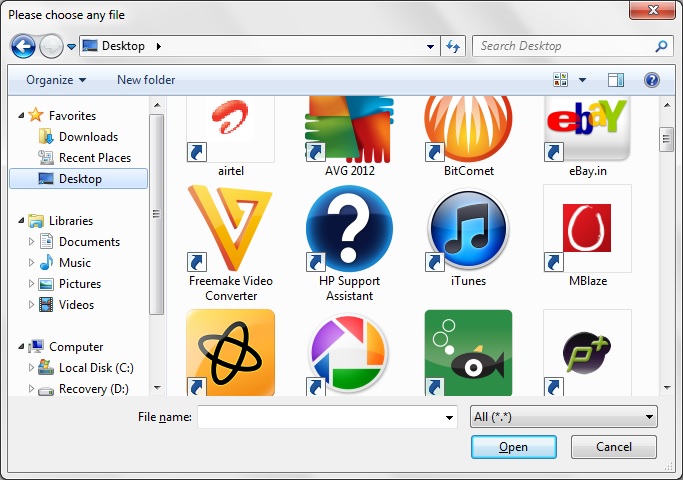 Please choose any file
Desktop
Search Desktop
Organize
New folder
Favorites
Downloads
Recent Places
Desktop
Libraries
Documents
Music
Pictures
Videos
Computer
Local Disk (C:)
Recovery (D:)
ebaY
airtel
AVG 2012
BitComet
eBay.in
?
Freemake Video
Converter
HP Support
Assistant
iTunes
MBlaze
P+
File name:
All (*.*)
Open
Cancel